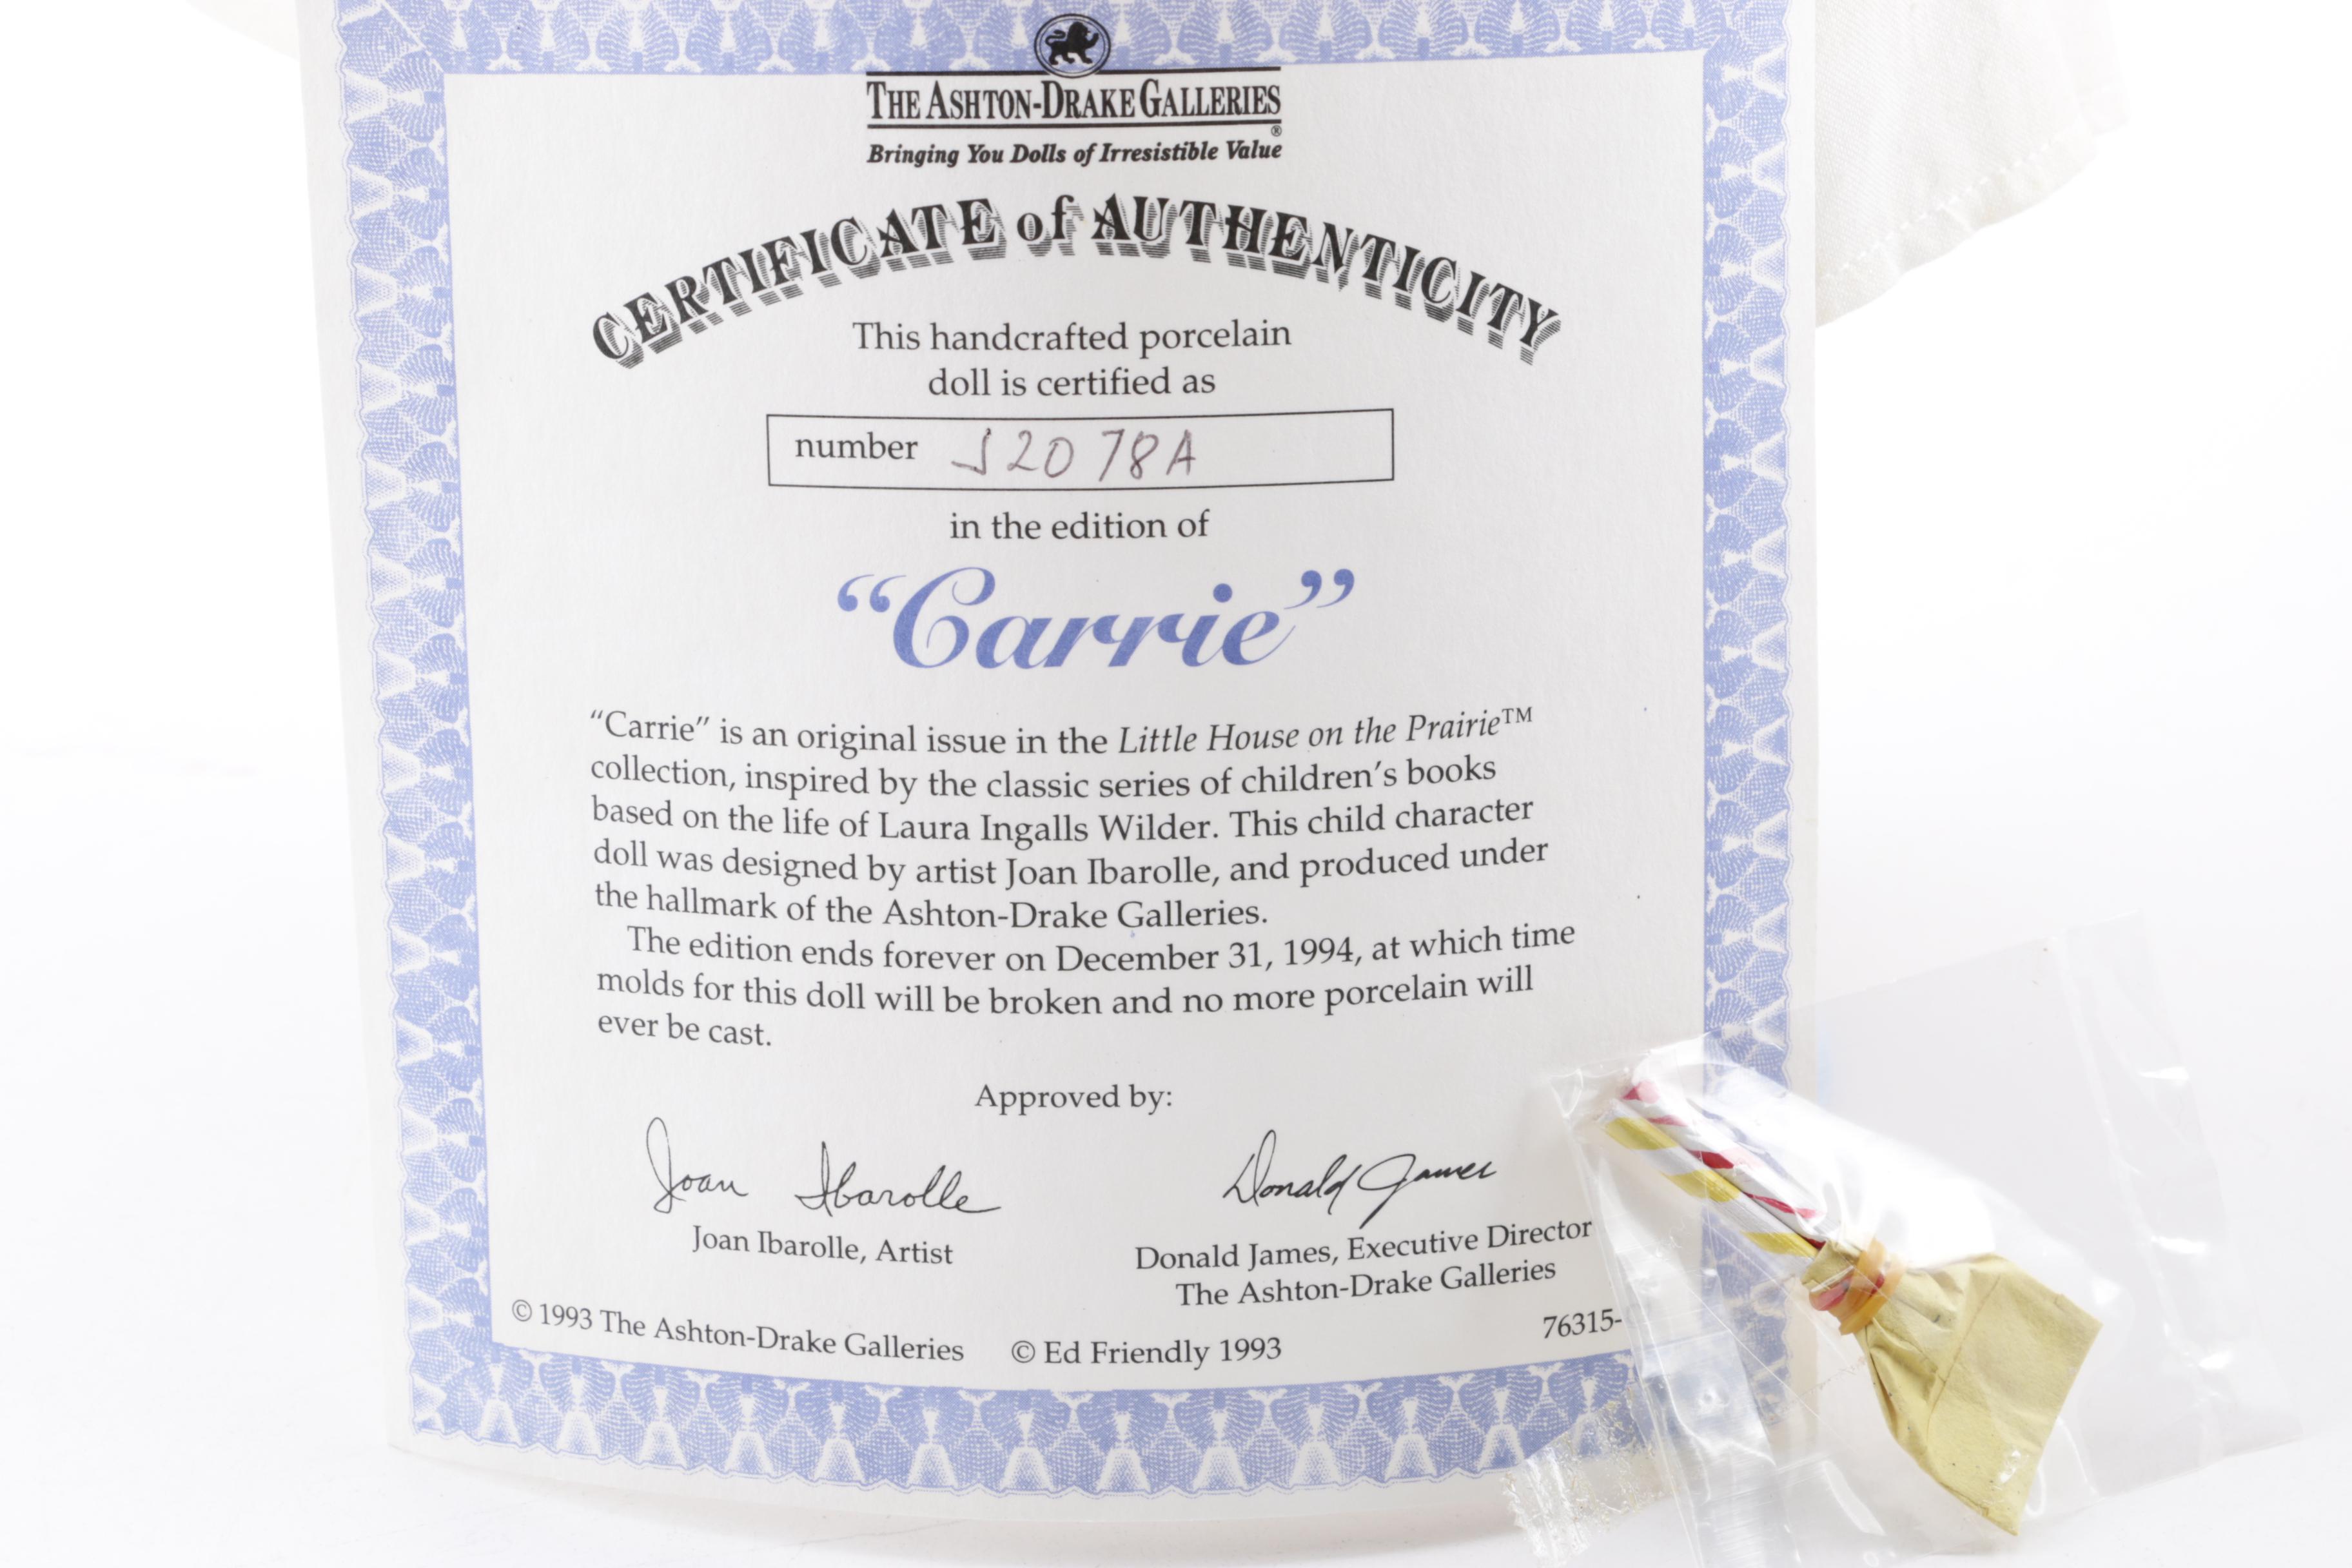 THE ASHTON-DRAKE GALLERIES
®
Bringing You Dolls of Irresistible Value
CERTIFICATE of AUTHENTICITY
This handcrafted porcelain
doll is certified as
number J2078A
in the edition of
“Carrie”
“Carrie” is an original issue in the Little House on the Prairie™
collection, inspired by the classic series of children’s books
based on the life of Laura Ingalls Wilder. This child character
doll was designed by artist Joan Ibarolle, and produced under
the hallmark of the Ashton-Drake Galleries.
The edition ends forever on December 31, 1994, at which time
molds for this doll will be broken and no more porcelain will
ever be cast.
Approved by:
Joan Ibarolle Donald James
Joan Ibarolle, Artist Donald James, Executive Director
The Ashton-Drake Galleries
© 1993 The Ashton-Drake Galleries © Ed Friendly 1993 76315-